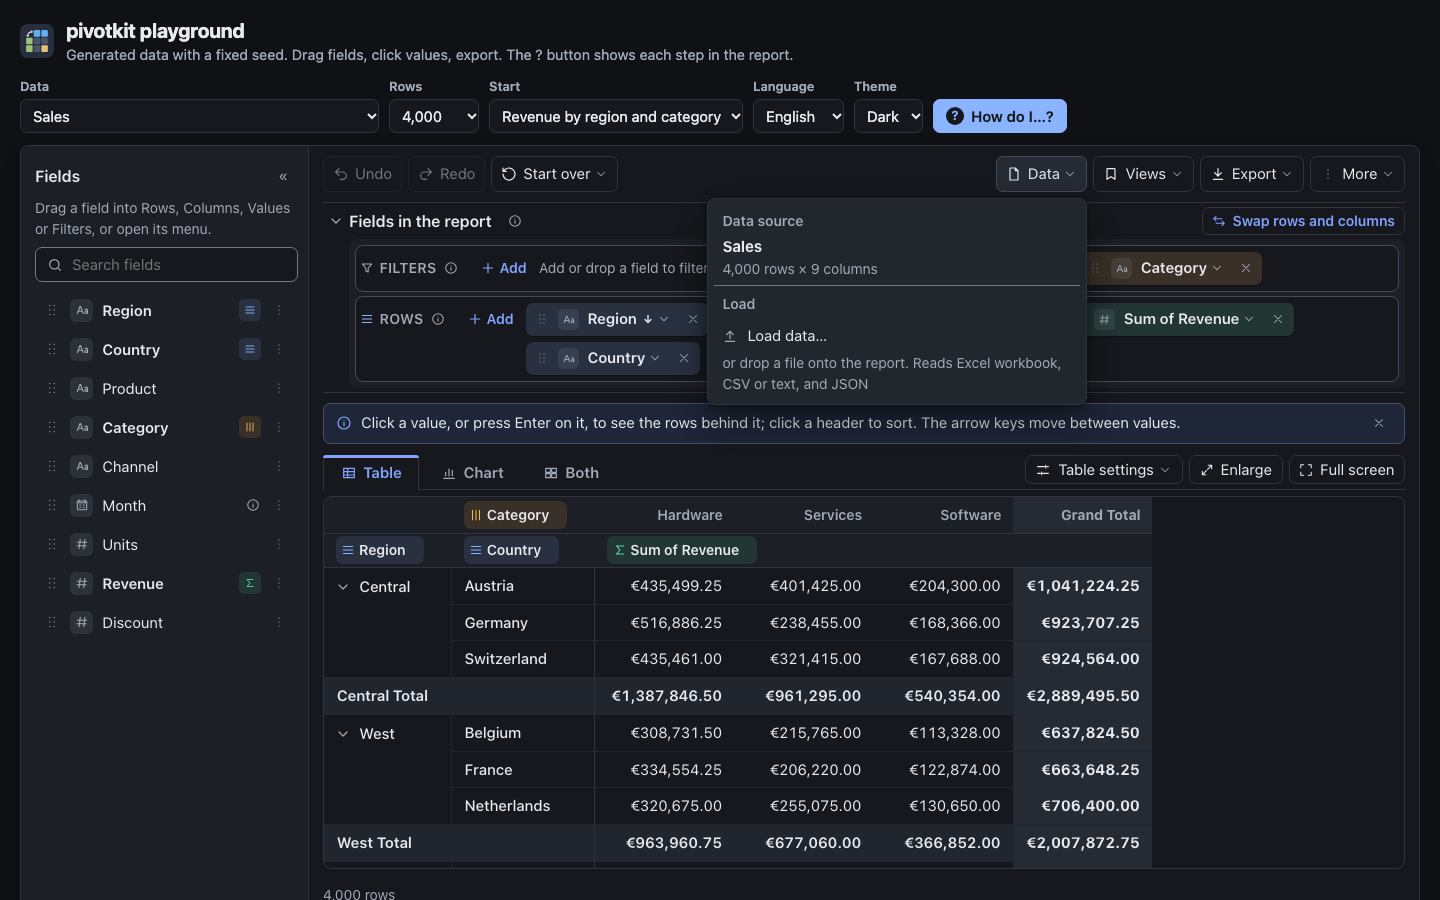 pivotkit playground
Generated data with a fixed seed. Drag fields, click values, export. The ? button shows each step in the report.
Data Rows Start Language Theme
Sales 4,000 Revenue by region and category English Dark ? How do I...?
Fields «
Drag a field into Rows, Columns, Values
or Filters, or open its menu.
Search fields
Aa Region
Aa Country
Aa Product
Aa Category
Aa Channel
Month
# Units
# Revenue Σ
# Discount
Undo Redo Start over Data Views Export More
Fields in the report Swap rows and columns
Data source
Sales
4,000 rows × 9 columns
Load
Load data...
or drop a file onto the report. Reads Excel workbook,
CSV or text, and JSON
FILTERS + Add Add or drop a field to filter Aa Category
ROWS + Add Aa Region # Sum of Revenue
Aa Country
Click a value, or press Enter on it, to see the rows behind it; click a header to sort. The arrow keys move between values.
Table Chart Both Table settings Enlarge Full screen
Category Hardware Services Software Grand Total
Region Country Σ Sum of Revenue
Central Austria €435,499.25 €401,425.00 €204,300.00 €1,041,224.25
Germany €516,886.25 €238,455.00 €168,366.00 €923,707.25
Switzerland €435,461.00 €321,415.00 €167,688.00 €924,564.00
Central Total €1,387,846.50 €961,295.00 €540,354.00 €2,889,495.50
West Belgium €308,731.50 €215,765.00 €113,328.00 €637,824.50
France €334,554.25 €206,220.00 €122,874.00 €663,648.25
Netherlands €320,675.00 €255,075.00 €130,650.00 €706,400.00
West Total €963,960.75 €677,060.00 €366,852.00 €2,007,872.75
4,000 rows